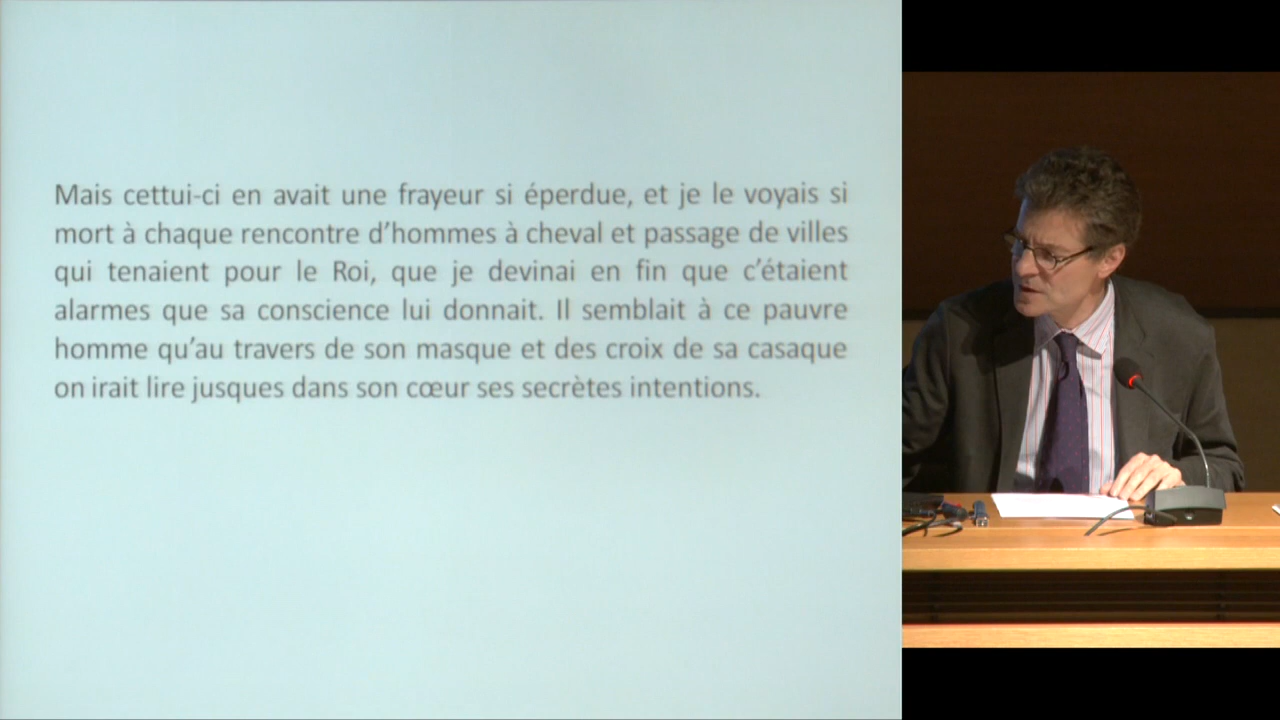 Mais cettui-ci en avait une frayeur si éperdue, et je le voyais si
mort à chaque rencontre d’hommes à cheval et passage de villes
qui tenaient pour le Roi, que je devinai en fin que c’étaient
alarmes que sa conscience lui donnait. Il semblait à ce pauvre
homme qu’au travers de son masque et des croix de sa casaque
on irait lire jusques dans son cœur ses secrètes intentions.